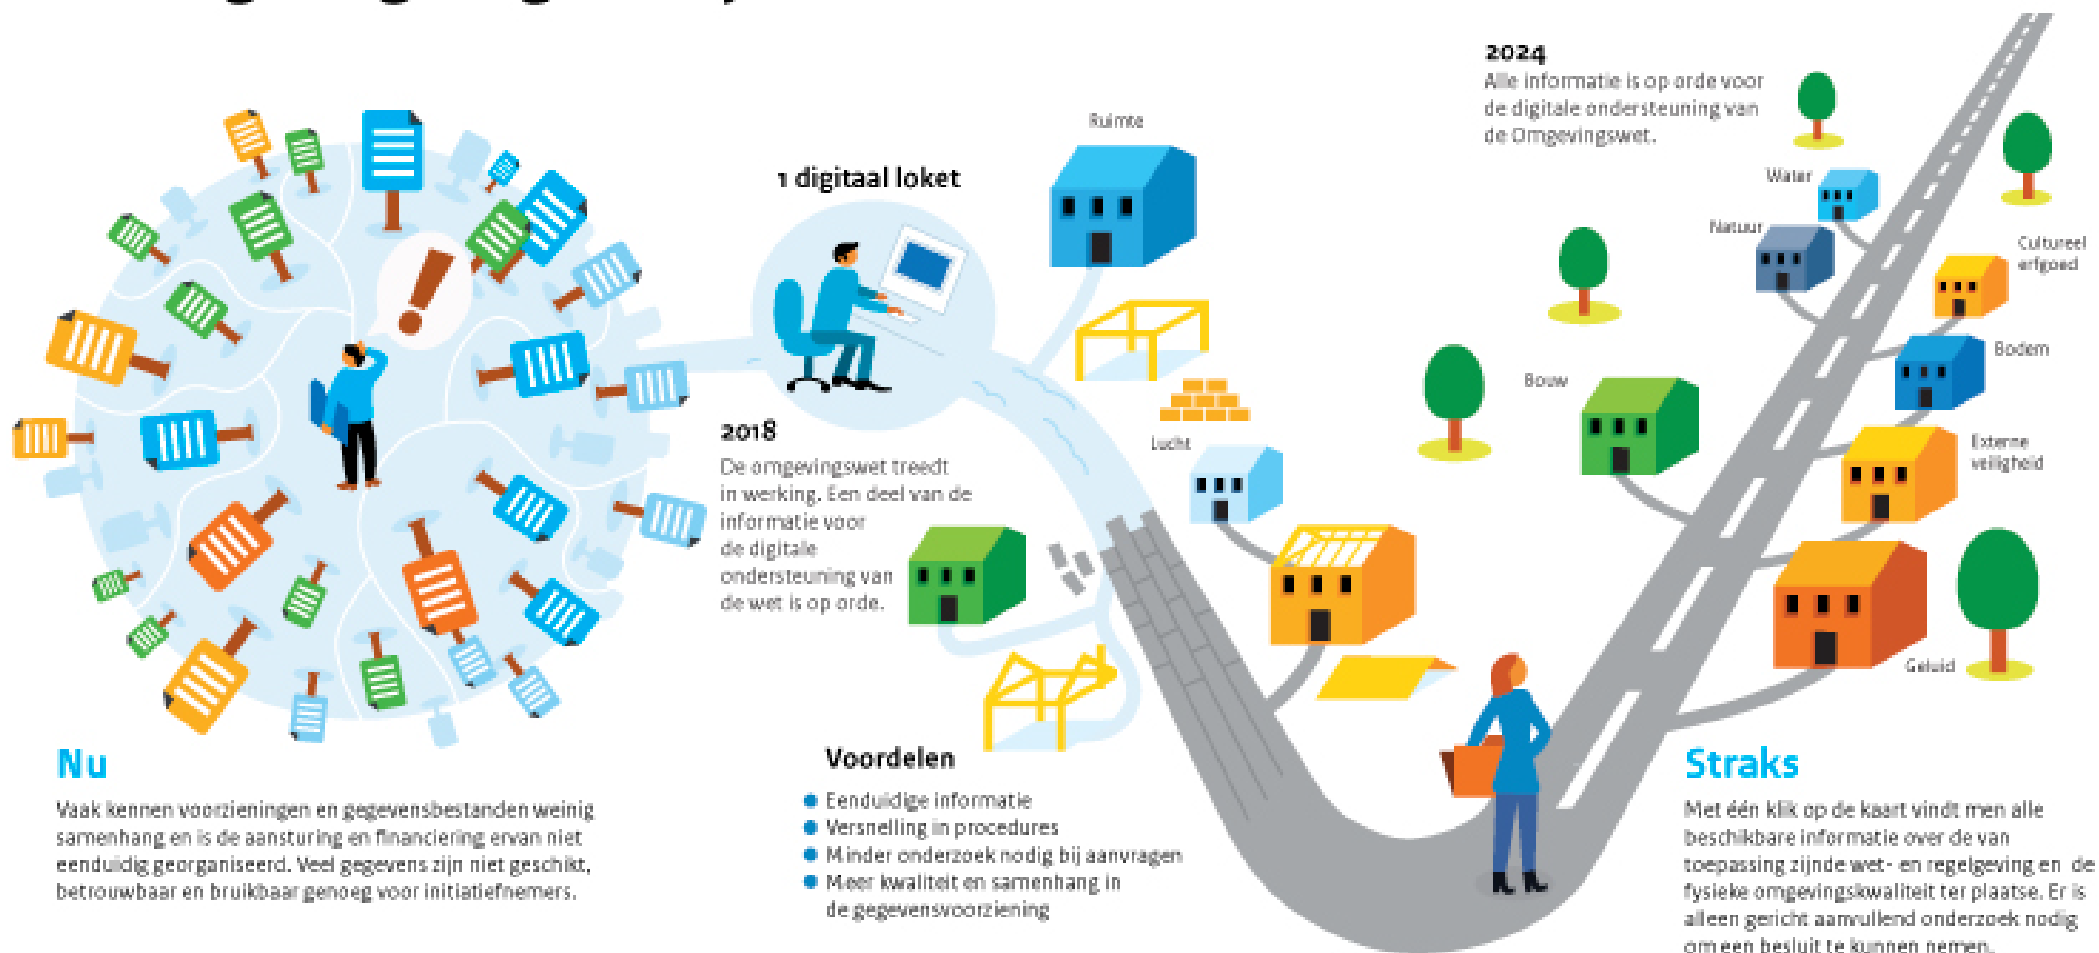 Nu
Vaak kennen voorzieningen en gegevensbestanden weinig
samenhang en is de aansturing en financiering ervan niet
eenduidig georganiseerd. Veel gegevens zijn niet geschikt,
betrouwbaar en bruikbaar genoeg voor initiatiefnemers.
1 digitaal loket
2018
De omgevingswet treedt
in werking. Een deel van de
informatie voor
de digitale
ondersteuning van
de wet is op orde.
Voordelen
Eenduidige informatie
Versnelling in procedures
Minder onderzoek nodig bij aanvragen
Meer kwaliteit en samenhang in
de gegevensvoorziening
Ruimte
Lucht
2024
Alle informatie is op orde voor
de digitale ondersteuning van
de Omgevingswet.
Water
Natuur
Cultureel
erfgoed
Bodem
Bouw
Externe
veiligheid
Geluid
Straks
Met één klik op de kaart vindt men alle
beschikbare informatie over de van
toepassing zijnde wet- en regelgeving en de
fysieke omgevingskwaliteit ter plaatse. Er is
alleen gericht aanvullend onderzoek nodig
om een besluit te kunnen nemen.